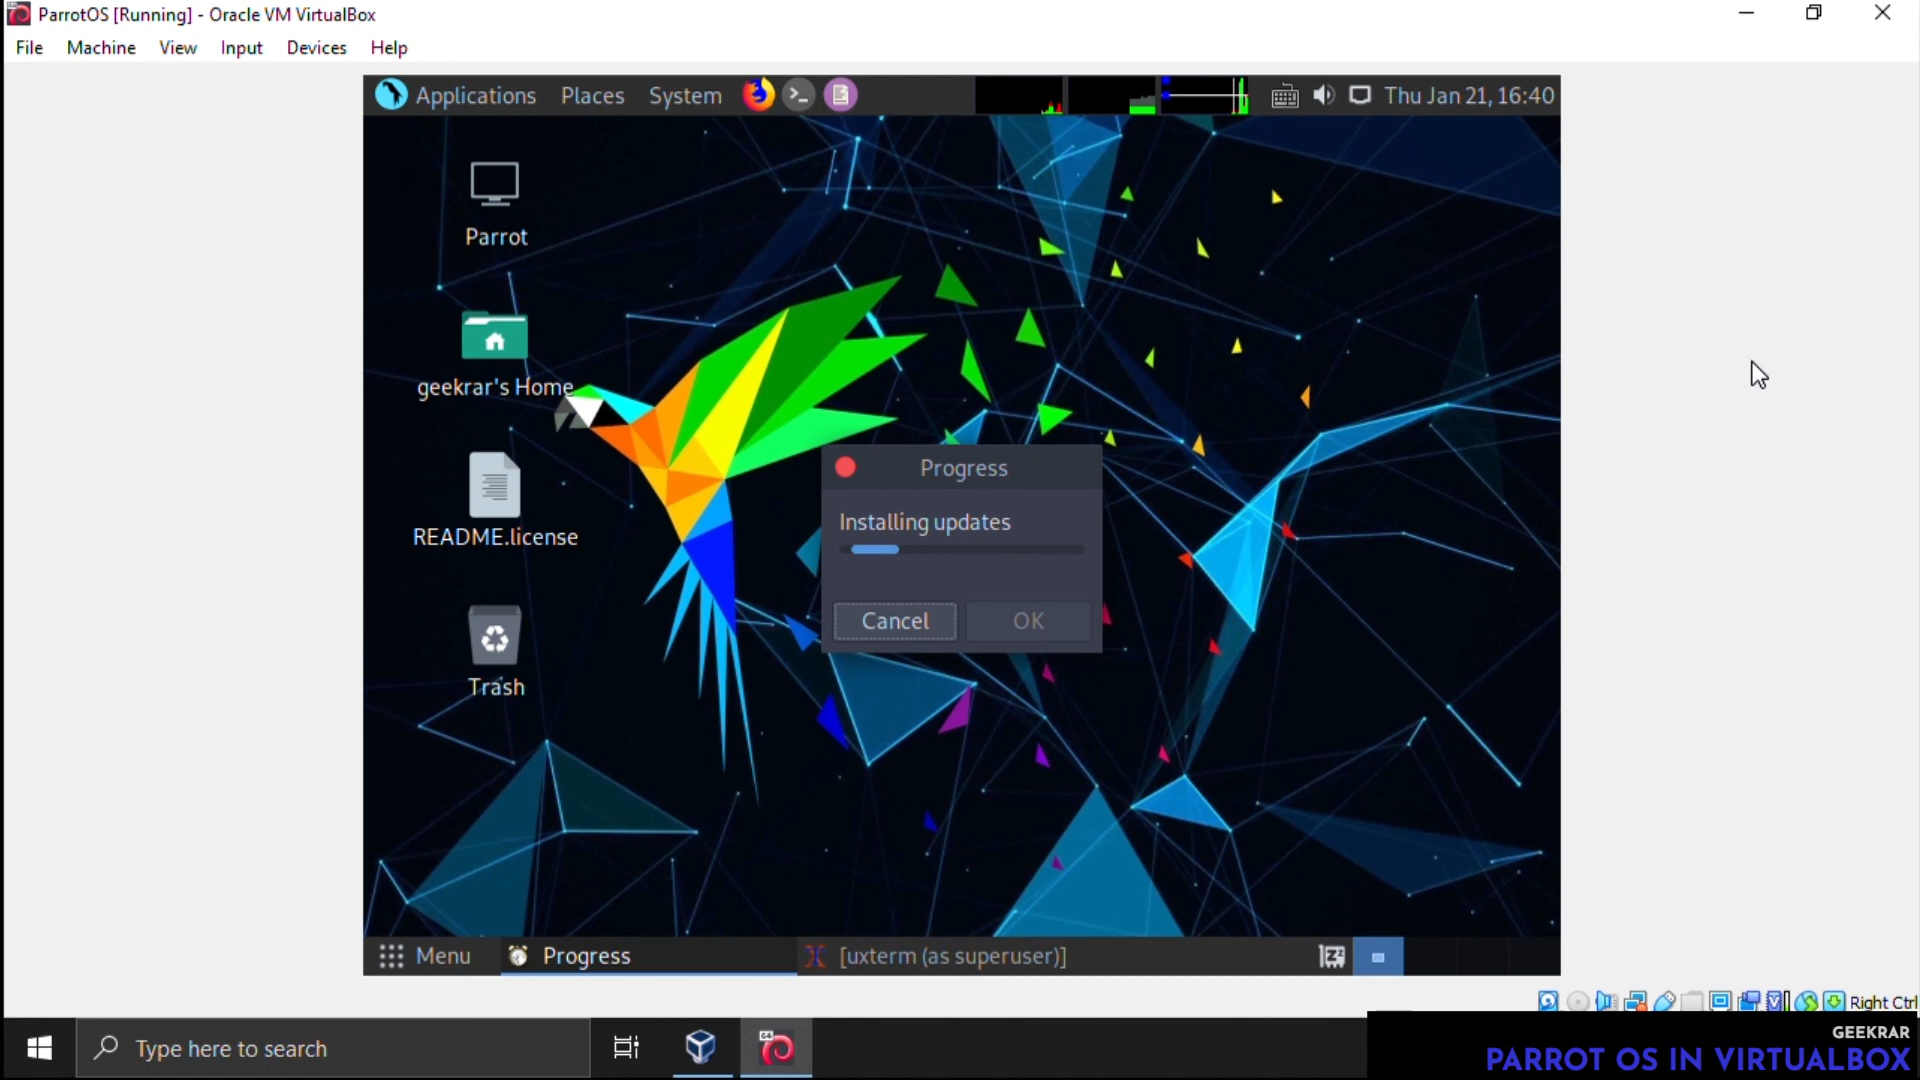 ParrotOS [Running] - Oracle VM VirtualBox
File Machine View Input Devices Help
Applications Places System Thu Jan 21, 16:40
Parrot
geekrar's Home
README.license
Trash
Progress
Installing updates
Cancel OK
Menu Progress [uxterm (as superuser)]
Right Ctrl
Type here to search
64
GEEKRAR
PARROT OS IN VIRTUALBOX